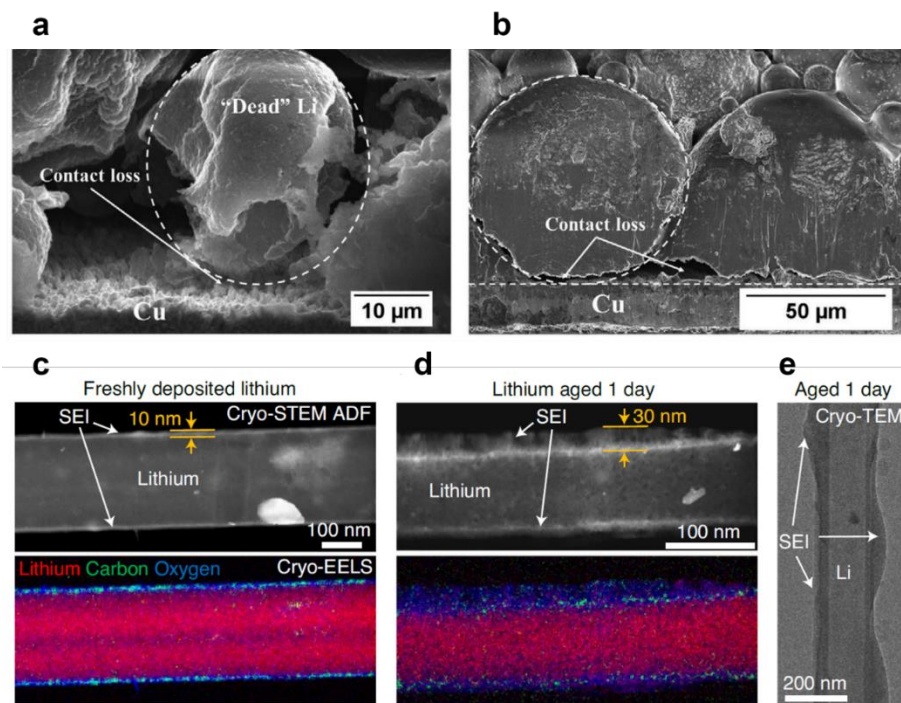 a
b
“Dead” Li
Contact loss
Cu
10 µm
Contact loss
Cu
50 µm
c
d
e
Freshly deposited lithium
Lithium aged 1 day
Aged 1 day
SEI
10 nm
Cryo-STEM ADF
Lithium
100 nm
SEI
30 nm
Lithium
100 nm
Cryo-TEM
SEI
Li
200 nm
Lithium Carbon Oxygen
Cryo-EELS